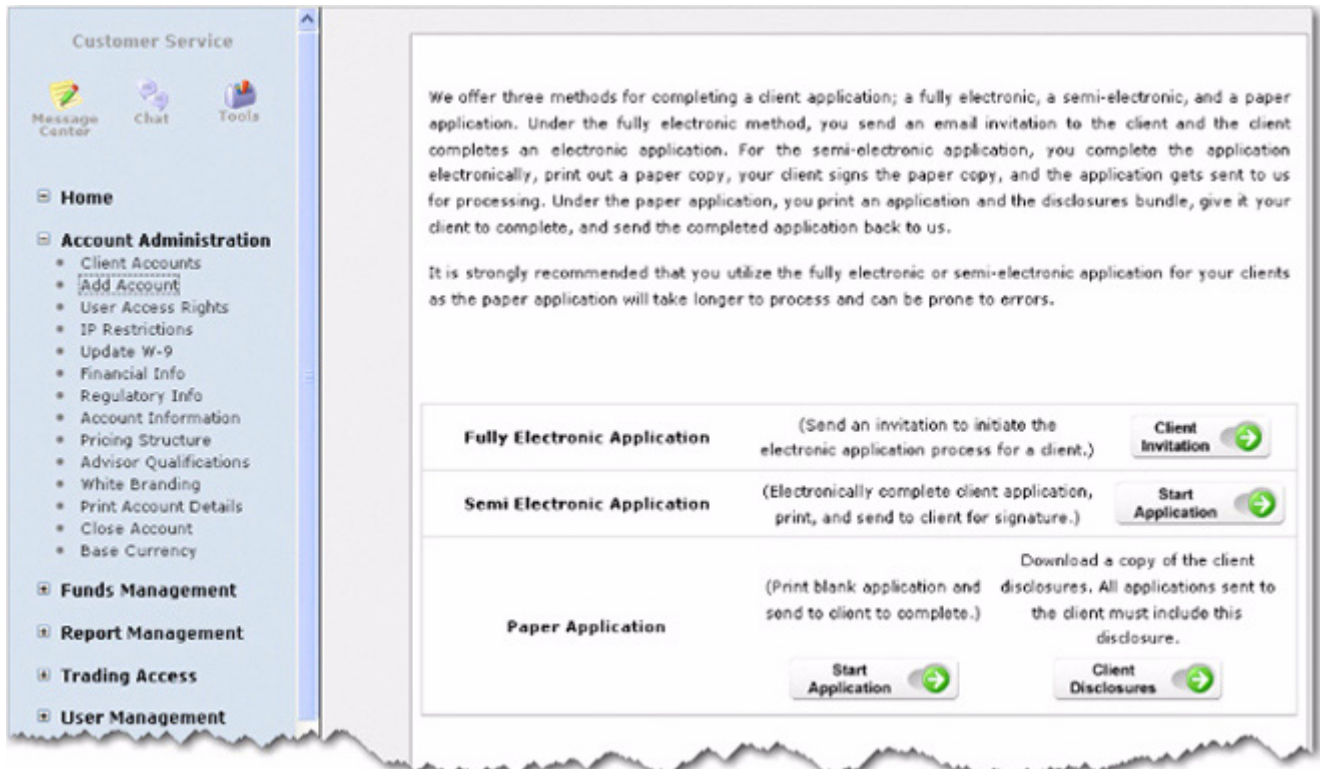 Customer Service
Message Center
Chat
Tools
Home
Account Administration
Client Accounts
Add Account
User Access Rights
IP Restrictions
Update W-9
Financial Info
Regulatory Info
Account Information
Pricing Structure
Advisor Qualifications
White Branding
Print Account Details
Close Account
Base Currency
Funds Management
Report Management
Trading Access
User Management
We offer three methods for completing a client application; a fully electronic, a semi-electronic, and a paper
application. Under the fully electronic method, you send an email invitation to the client and the client
completes an electronic application. For the semi-electronic application, you complete the application
electronically, print out a paper copy, your client signs the paper copy, and the application gets sent to us
for processing. Under the paper application, you print an application and the disclosures bundle, give it your
client to complete, and send the completed application back to us.
It is strongly recommended that you utilize the fully electronic or semi-electronic application for your clients
as the paper application will take longer to process and can be prone to errors.
Fully Electronic Application
(Send an invitation to initiate the
electronic application process for a client.)
Client
Invitation
Semi Electronic Application
(Electronically complete client application,
print, and send to client for signature.)
Start
Application
Paper Application
(Print blank application and
send to client to complete.)
Start
Application
Download a copy of the client
disclosures. All applications sent to
the client must include this
disclosure.
Client
Disclosures